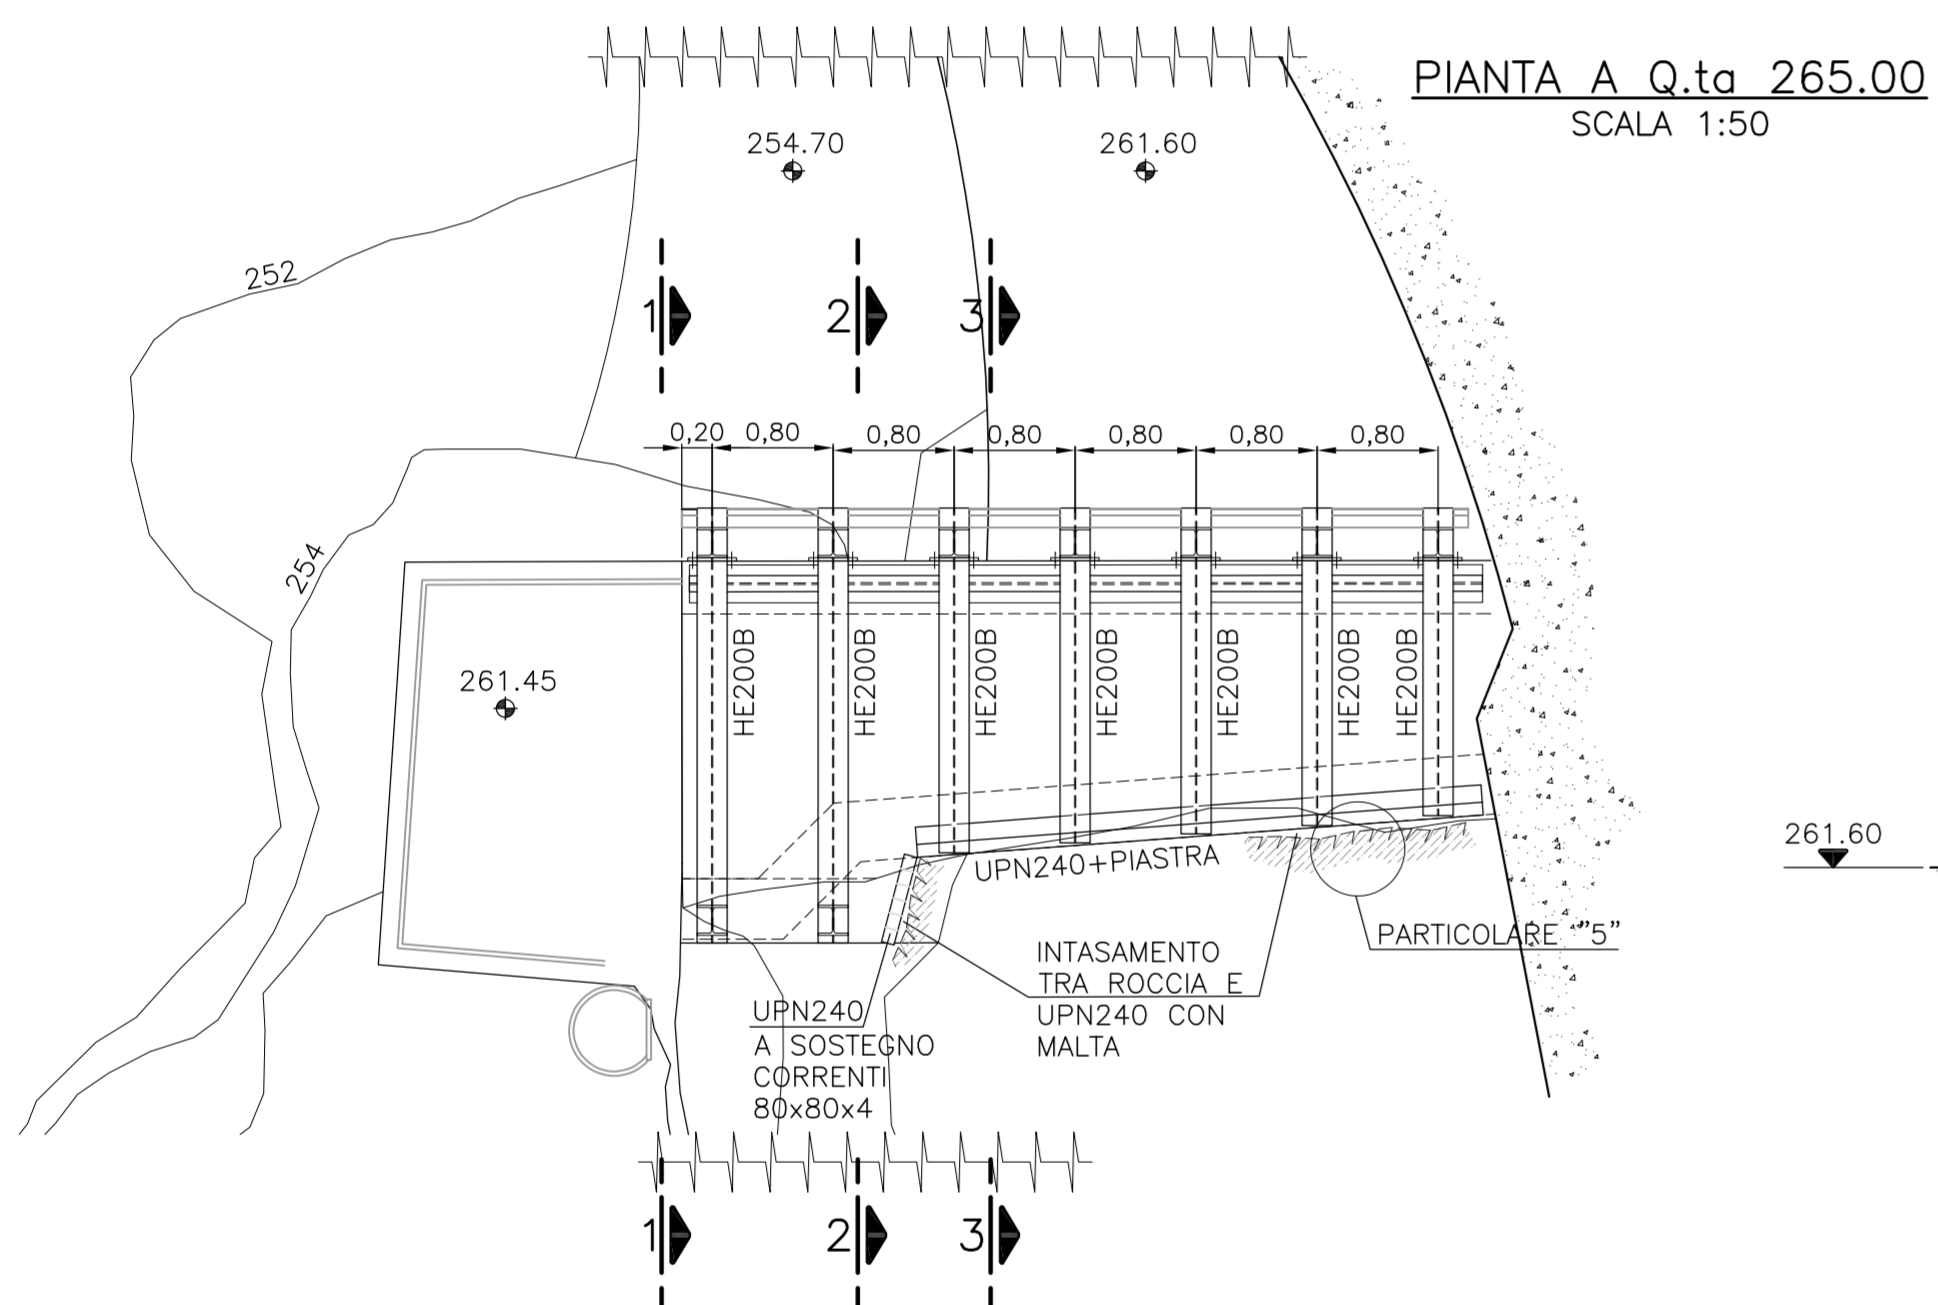 PIANTA A Q.ta 265.00
SCALA 1:50
254.70
261.60
252
1
2
3
0,20
0,80
0,80
0,80
0,80
0,80
0,80
254
261.45
HE200B
HE200B
HE200B
HE200B
HE200B
HE200B
HE200B
261.60
UPN240+PIASTRA
PARTICOLARE "5"
INTASAMENTO
TRA ROCCIA E
UPN240 CON
MALTA
UPN240
A SOSTEGNO
CORRENTI
80x80x4
1
2
3